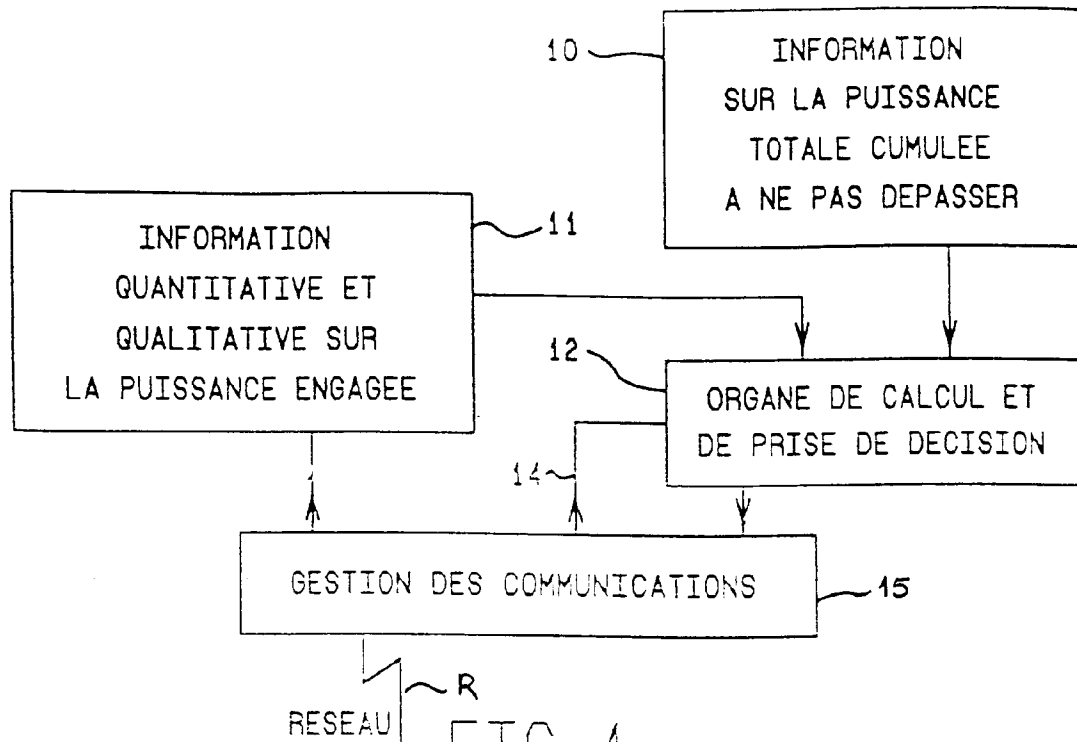 10
INFORMATION
SUR LA PUISSANCE
TOTALE CUMULEE
A NE PAS DEPASSER
11
INFORMATION
QUANTITATIVE ET
QUALITATIVE SUR
LA PUISSANCE ENGAGEE
12
ORGANE DE CALCUL ET
DE PRISE DE DECISION
14
GESTION DES COMMUNICATIONS
15
R
RESEAU